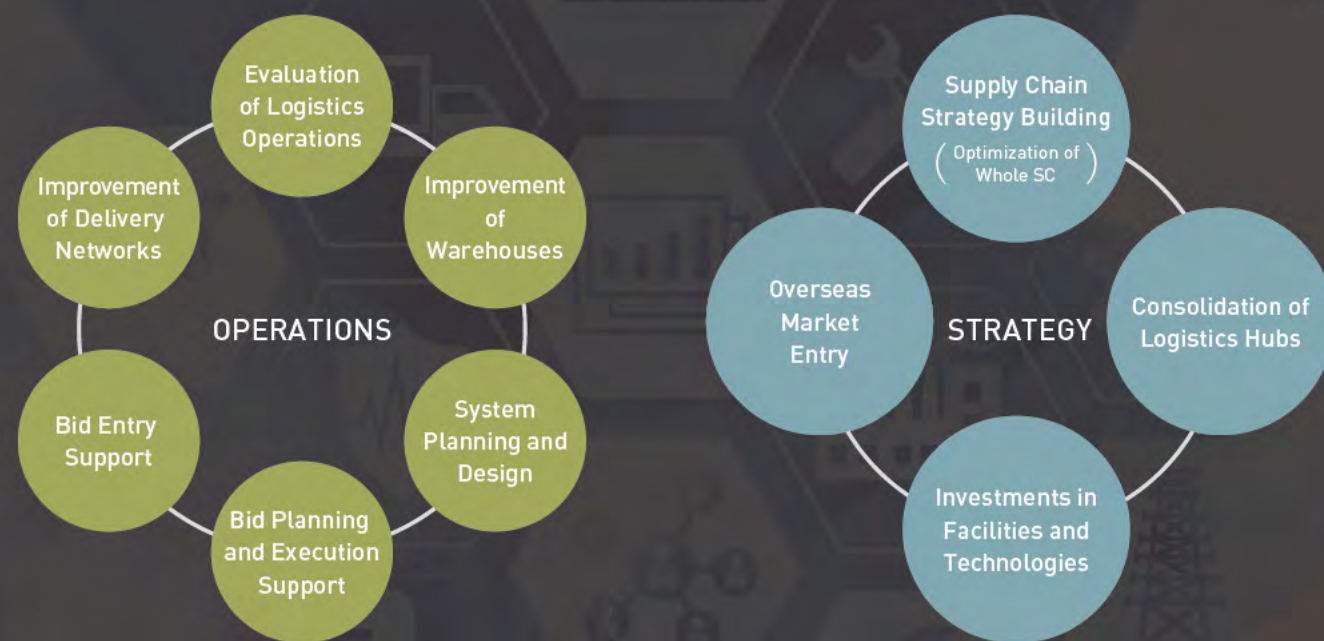 Evaluation
of Logistics
Operations
Improvement
of Warehouses
System
Planning and
Design
Bid Planning
and Execution
Support
Bid Entry
Support
Improvement
of Delivery
Networks
OPERATIONS
Supply Chain
Strategy Building
( Optimization of
Whole SC )
Consolidation of
Logistics Hubs
Investments in
Facilities and
Technologies
Overseas
Market
Entry
STRATEGY